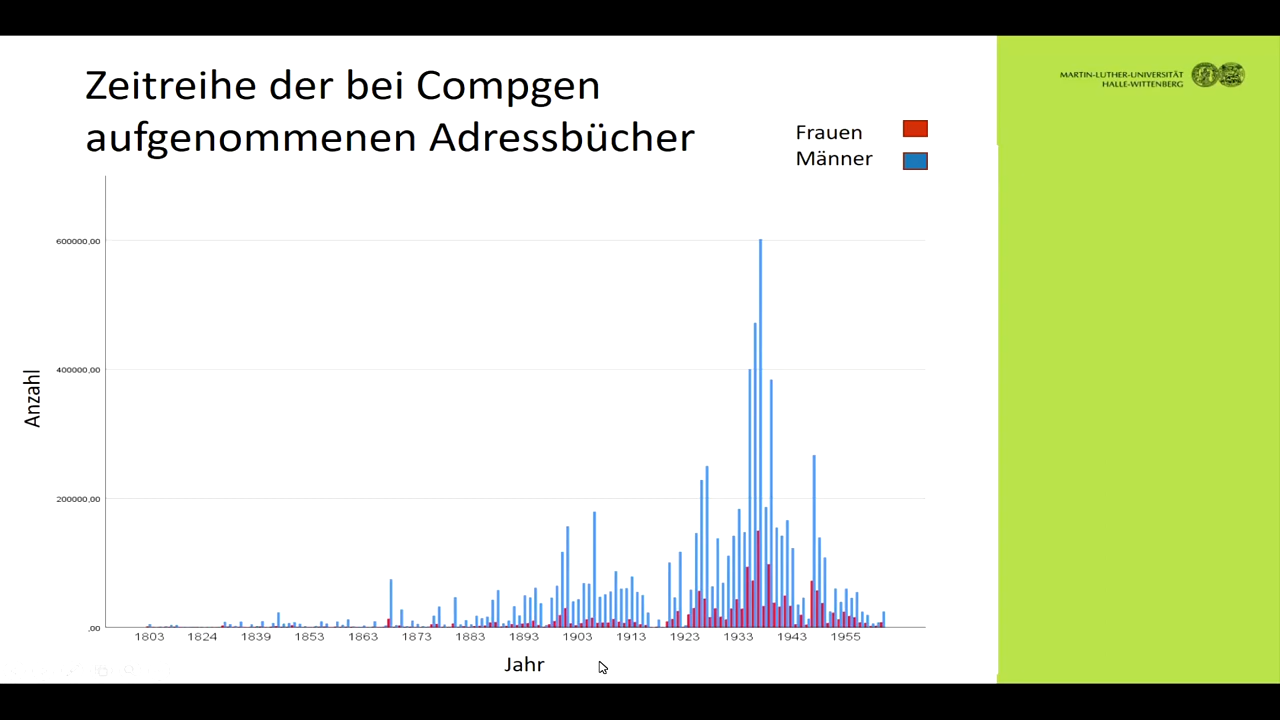 Zeitreihe der bei Compgen
aufgenommenen Adressbücher
MARTIN-LUTHER-UNIVERSITÄT
HALLE-WITTENBERG
Frauen
Männer
600000,00
400000,00
200000,00
,00
Anzahl
1803 1824 1839 1853 1863 1873 1883 1893 1903 1913 1923 1933 1943 1955
Jahr